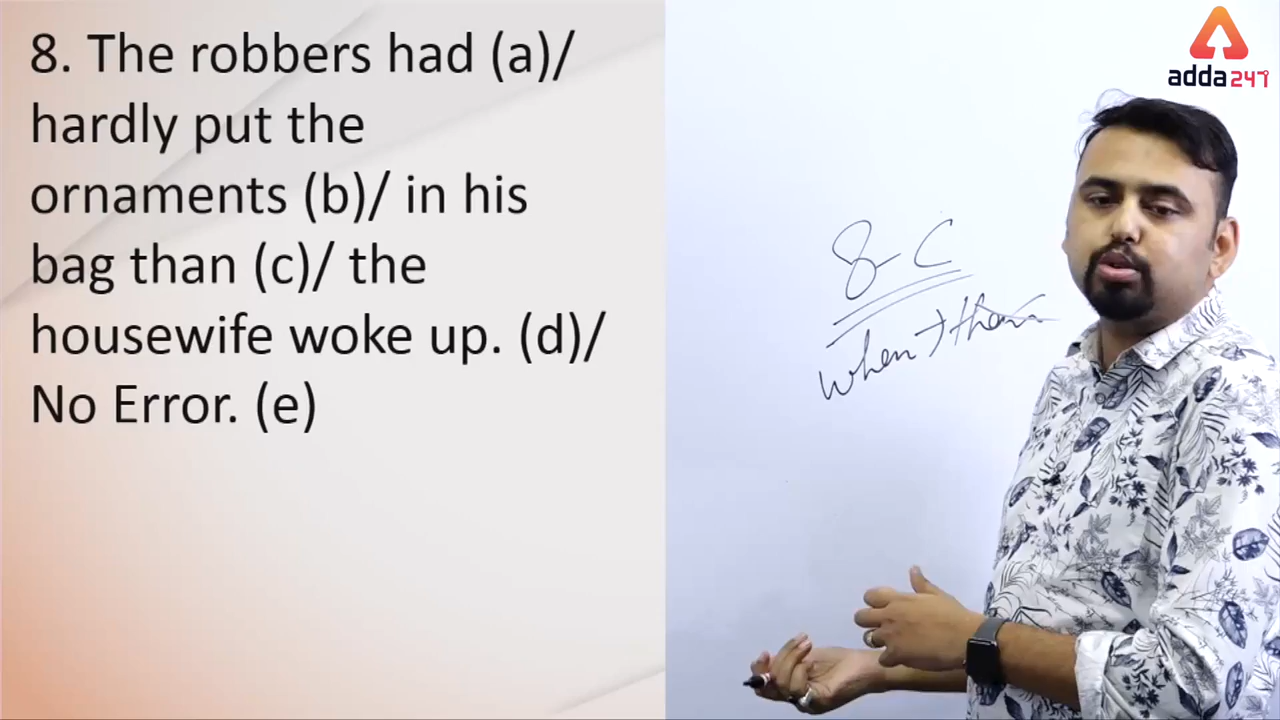 8. The robbers had (a)/
hardly put the
ornaments (b)/ in his
bag than (c)/ the
housewife woke up. (d)/
No Error. (e)
8-C
when → than
adda247